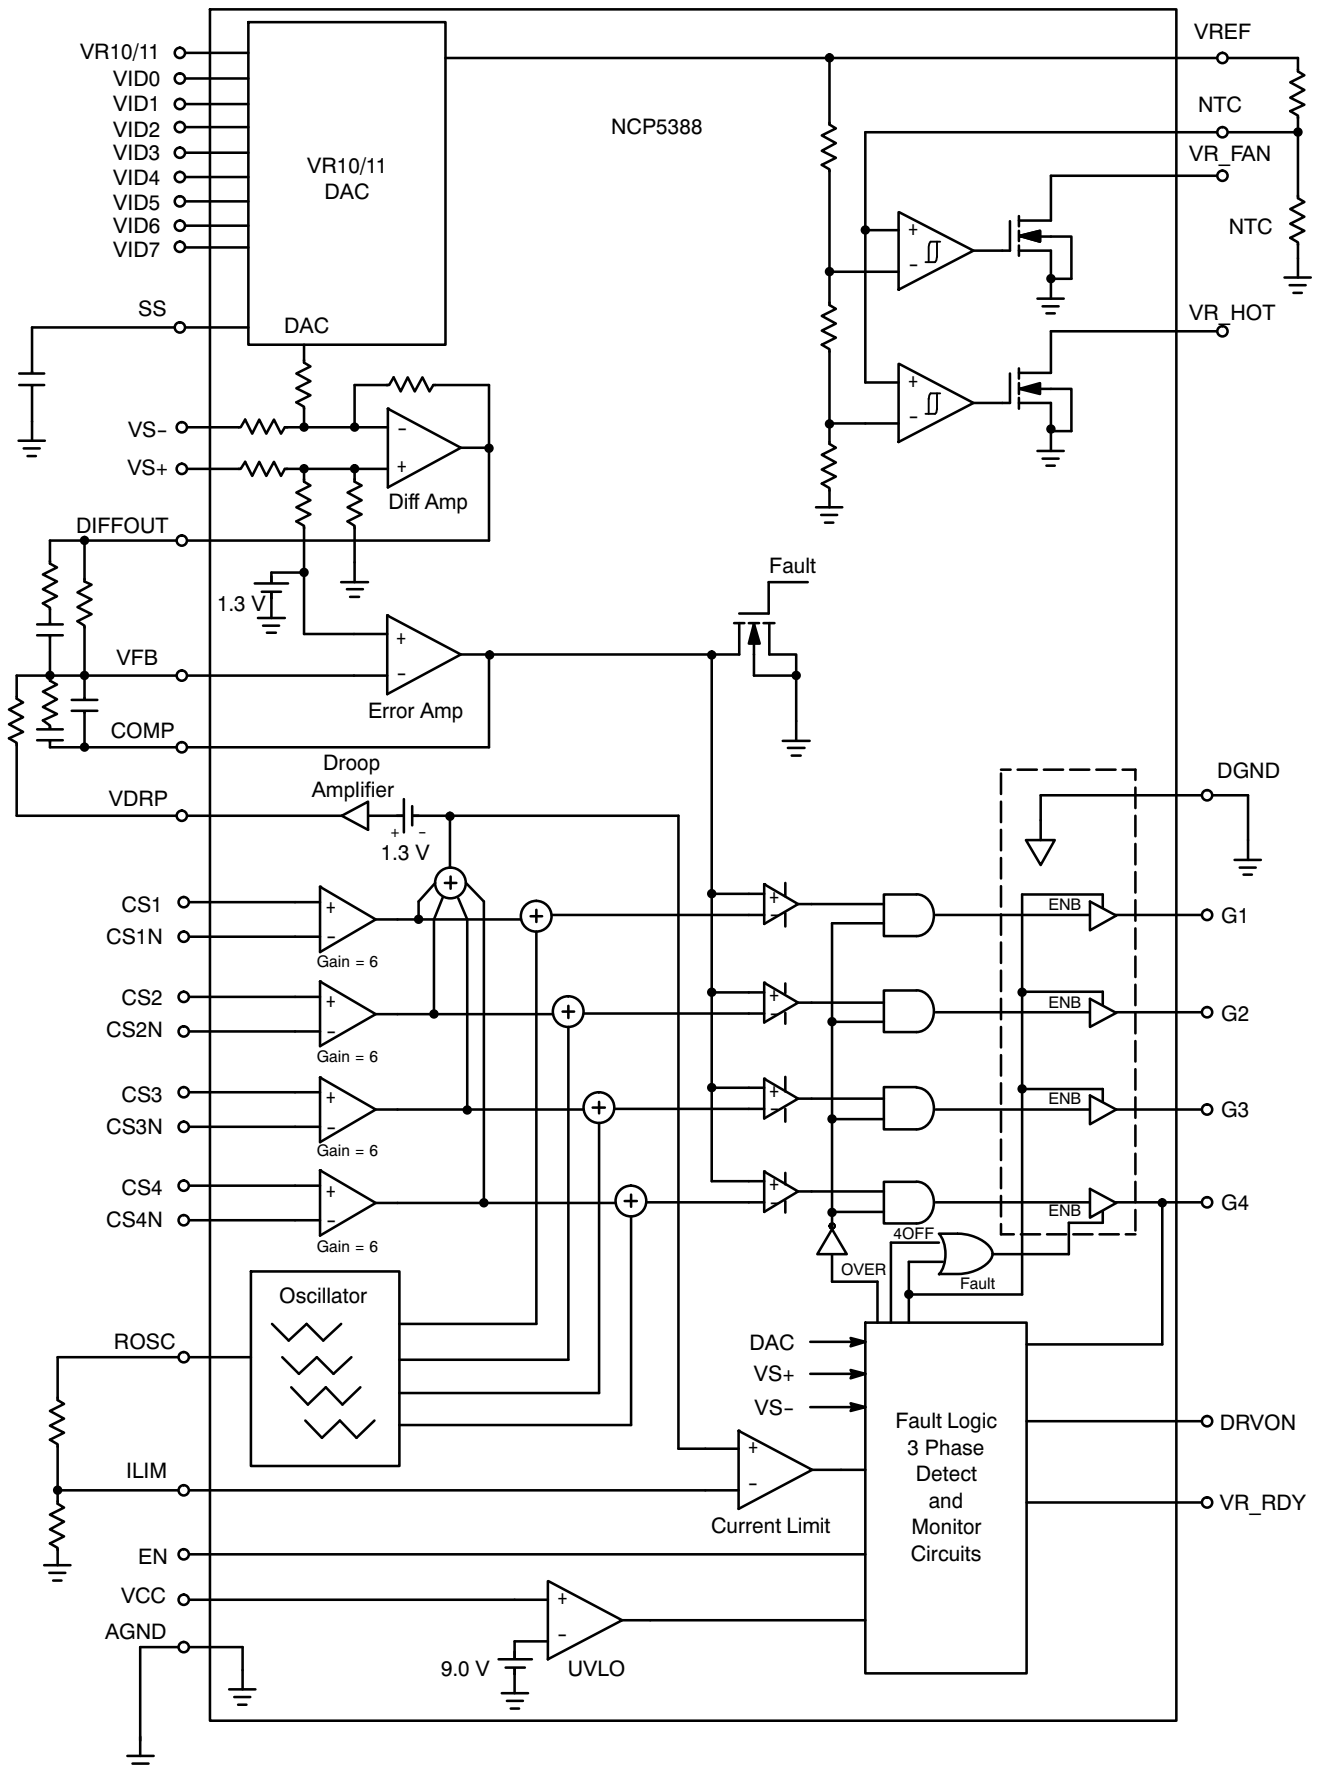 VREF
VR10/11
VID0
VID1
VID2
VID3
VID4
VID5
VID6
VID7
VR10/11
DAC
NCP5388
NTC
VR_FAN
NTC
SS
DAC
VR_HOT
VS-
-
+
VS+
Diff Amp
DIFFOUT
+
-
+
-
1.3 V
Fault
VFB
+
-
Error Amp
COMP
Droop
Amplifier
VDRP
+ -
1.3 V
DGND
+
CS1
+
CS1N
-
Gain = 6
+
+
-
ENB
G1
CS2
+
CS2N
-
Gain = 6
+
+
-
ENB
G2
CS3
+
CS3N
-
Gain = 6
+
+
-
ENB
G3
CS4
+
CS4N
-
Gain = 6
+
+
-
ENB
G4
4OFF
OVER
Fault
Oscillator
ROSC
DAC
VS+
VS-
Fault Logic
3 Phase
Detect
and
Monitor
Circuits
DRVON
VR_RDY
ILIM
+
-
Current Limit
EN
VCC
+
-
AGND
9.0 V
UVLO